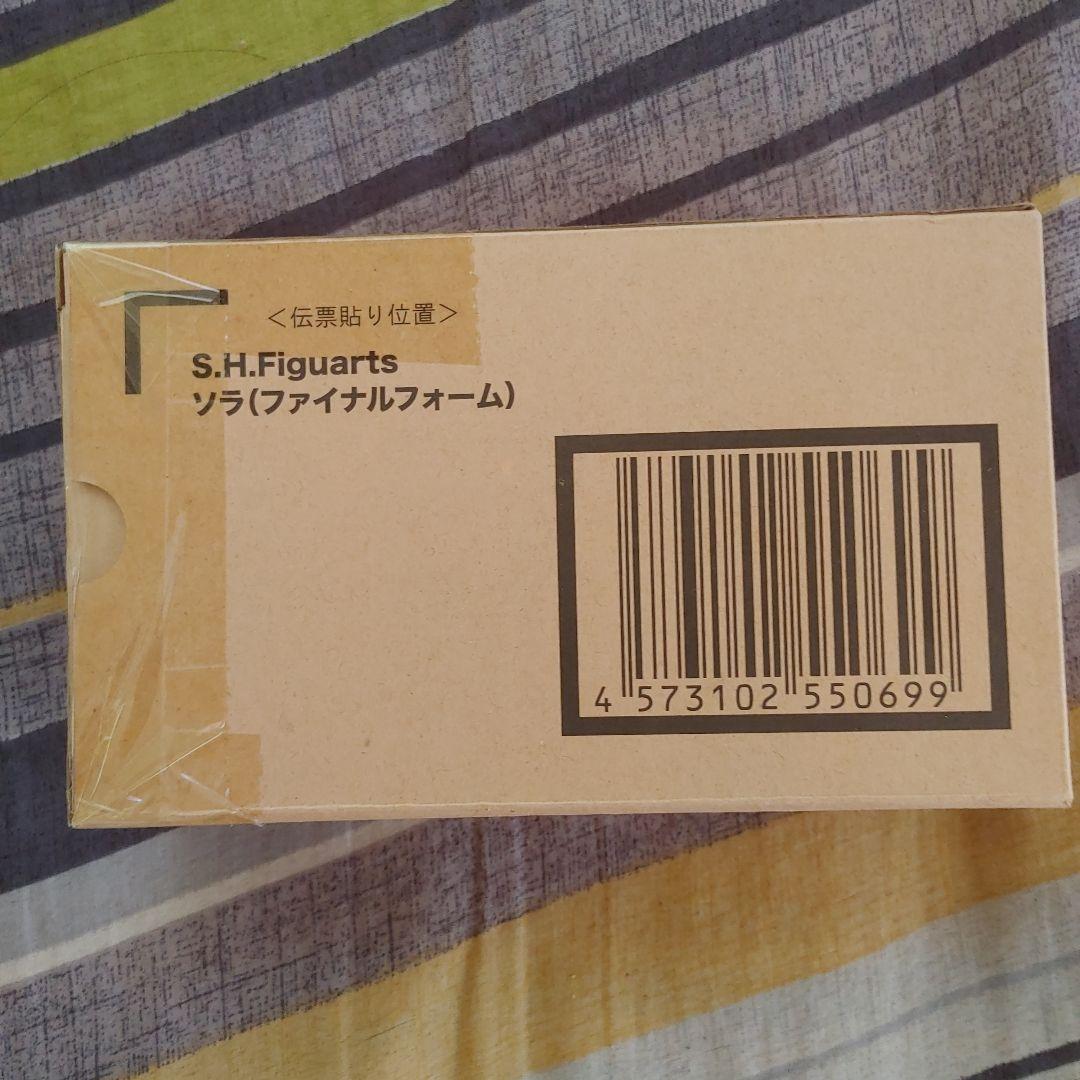 <伝票貼り位置>
S.H.Figuarts
ソラ(ファイナルフォーム)
4 573102 550699